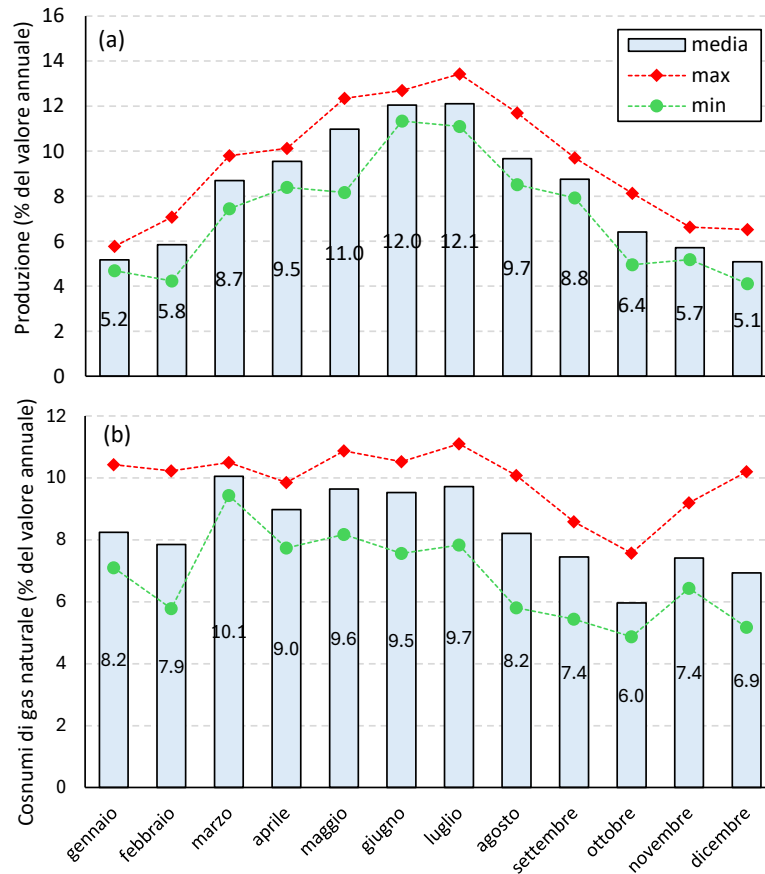 (a)
media
max
min
Produzione (% del valore annuale)
16
14
12
10
8
6
4
2
0
5.2 5.8 8.7 9.5 11.0 12.0 12.1 9.7 8.8 6.4 5.7 5.1
(b)
Cosnumi di gas naturale (% del valore annuale)
12
10
8
6
4
2
0
8.2 7.9 10.1 9.0 9.6 9.5 9.7 8.2 7.4 6.0 7.4 6.9
gennaio febbraio marzo aprile maggio giugno luglio agosto settembre ottobre novembre dicembre